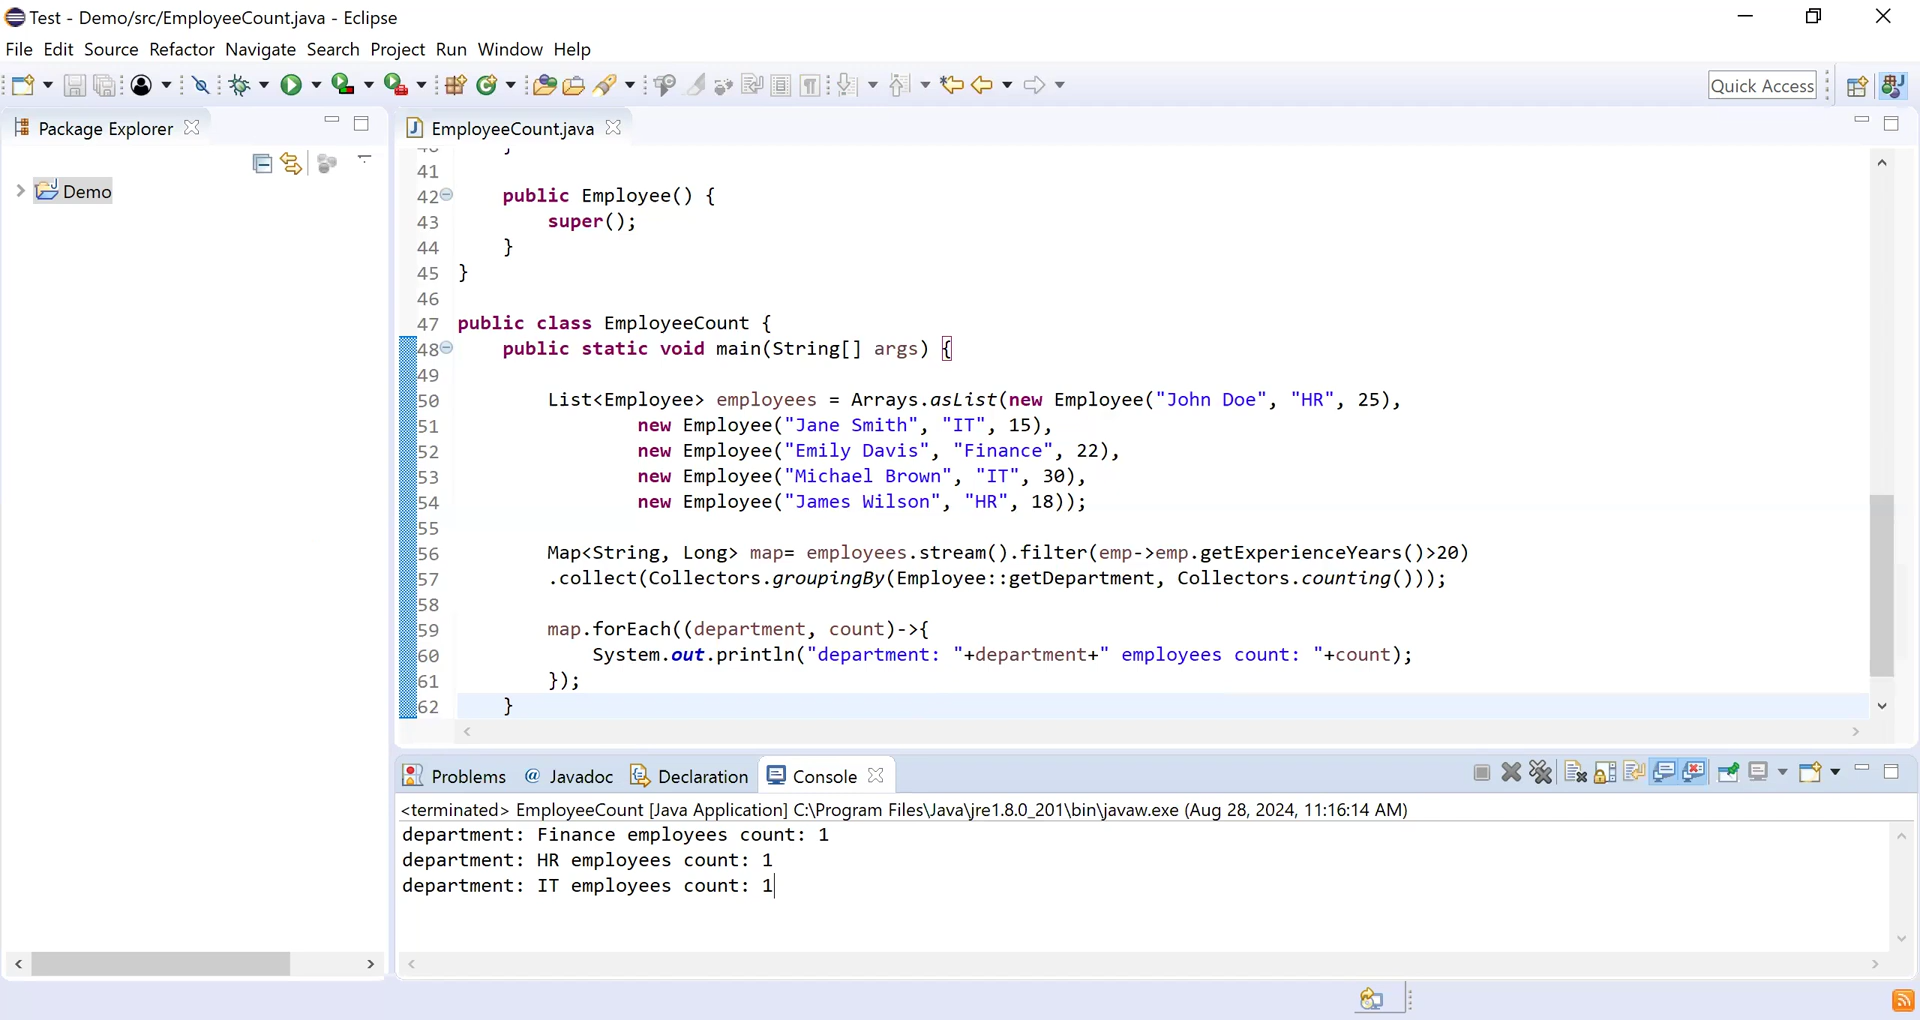 Test - Demo/src/EmployeeCount.java - Eclipse
File Edit Source Refactor Navigate Search Project Run Window Help
Quick Access
Package Explorer
Demo
EmployeeCount.java
41
42 public Employee() {
43 super();
44 }
45 }
46
47 public class EmployeeCount {
48 public static void main(String[] args) {
49
50 List<Employee> employees = Arrays.asList(new Employee("John Doe", "HR", 25),
51 new Employee("Jane Smith", "IT", 15),
52 new Employee("Emily Davis", "Finance", 22),
53 new Employee("Michael Brown", "IT", 30),
54 new Employee("James Wilson", "HR", 18));
55
56 Map<String, Long> map= employees.stream().filter(emp->emp.getExperienceYears()>20)
57 .collect(Collectors.groupingBy(Employee::getDepartment, Collectors.counting()));
58
59 map.forEach((department, count)->{
60 System.out.println("department: "+department+" employees count: "+count);
61 });
62 }
Problems @ Javadoc Declaration Console
<terminated> EmployeeCount [Java Application] C:\Program Files\Java\jre1.8.0_201\bin\javaw.exe (Aug 28, 2024, 11:16:14 AM)
department: Finance employees count: 1
department: HR employees count: 1
department: IT employees count: 1